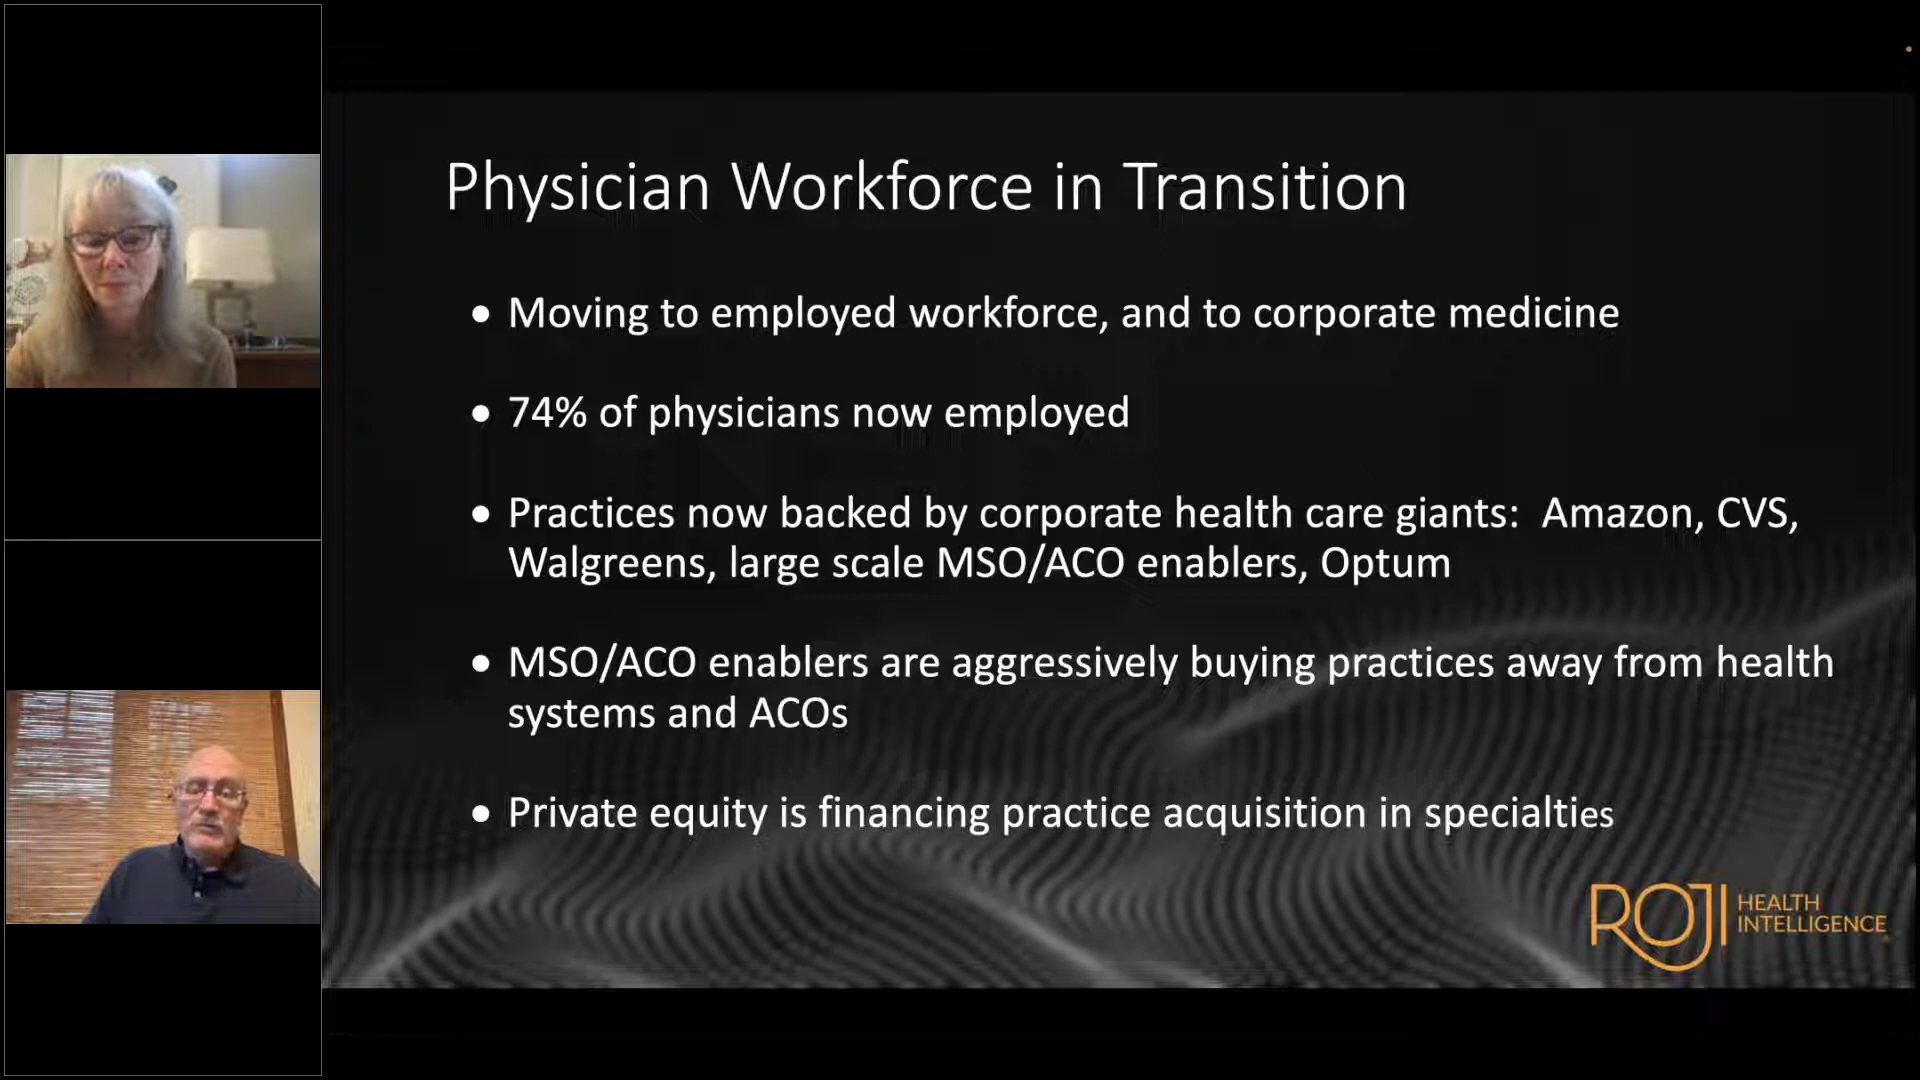 Physician Workforce in Transition
• Moving to employed workforce, and to corporate medicine
• 74% of physicians now employed
• Practices now backed by corporate health care giants:  Amazon, CVS,
Walgreens, large scale MSO/ACO enablers, Optum
• MSO/ACO enablers are aggressively buying practices away from health
systems and ACOs
• Private equity is financing practice acquisition in specialties
ROJI HEALTH
INTELLIGENCE